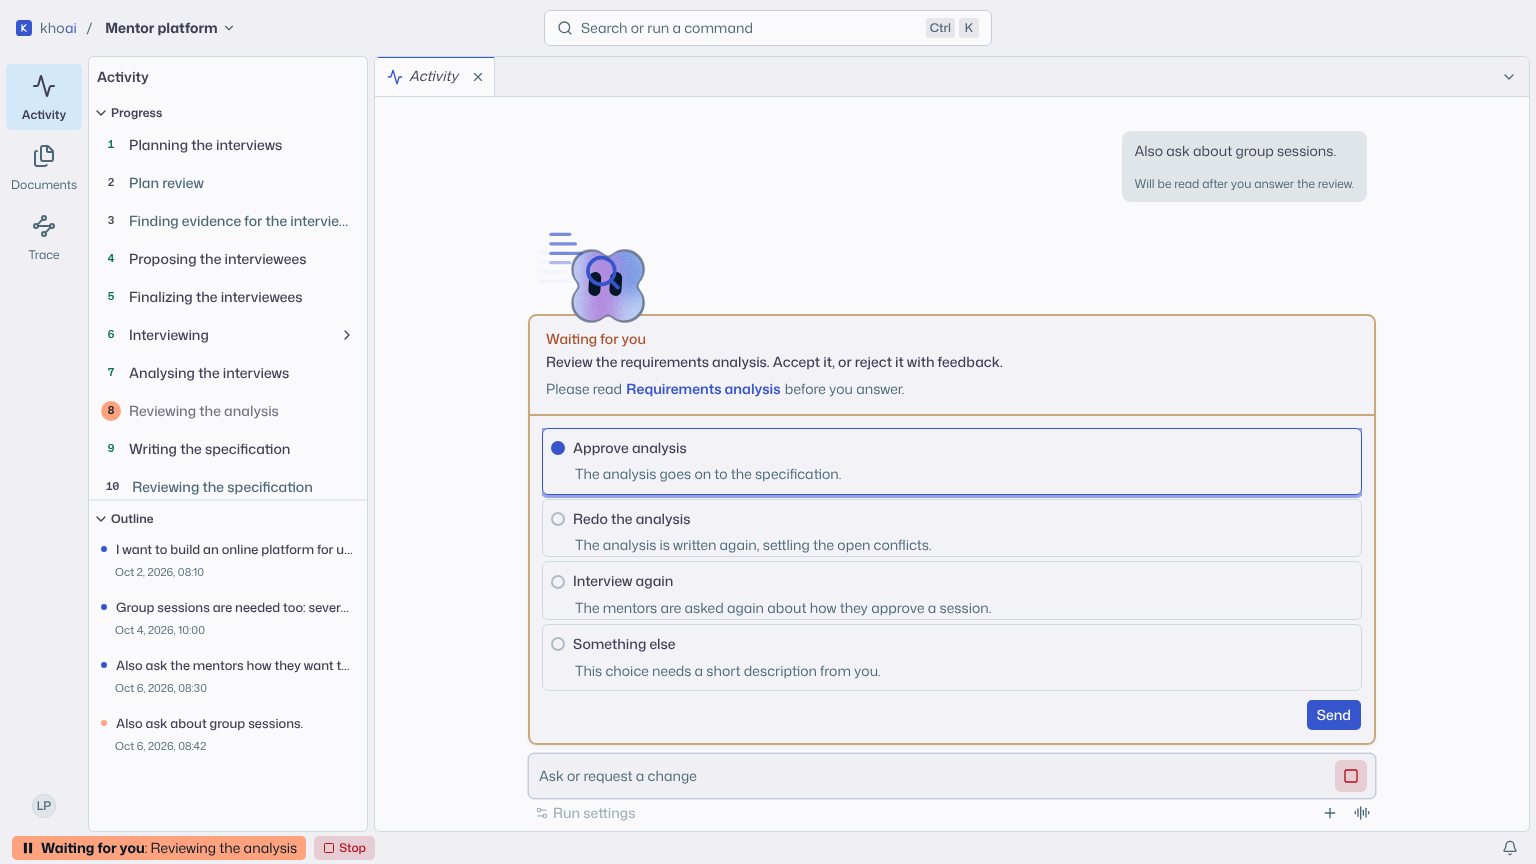 K khoai / Mentor platform
Search or run a command Ctrl K
Activity
Documents
Trace
LP
Activity
Progress
1 Planning the interviews
2 Plan review
3 Finding evidence for the intervie...
4 Proposing the interviewees
5 Finalizing the interviewees
6 Interviewing
7 Analysing the interviews
8 Reviewing the analysis
9 Writing the specification
10 Reviewing the specification
Outline
I want to build an online platform for u...
Oct 2, 2026, 08:10
Group sessions are needed too: sever...
Oct 4, 2026, 10:00
Also ask the mentors how they want t...
Oct 6, 2026, 08:30
Also ask about group sessions.
Oct 6, 2026, 08:42
Activity
Also ask about group sessions.
Will be read after you answer the review.
Waiting for you
Review the requirements analysis. Accept it, or reject it with feedback.
Please read Requirements analysis before you answer.
Approve analysis
The analysis goes on to the specification.
Redo the analysis
The analysis is written again, settling the open conflicts.
Interview again
The mentors are asked again about how they approve a session.
Something else
This choice needs a short description from you.
Send
Ask or request a change
Run settings
Waiting for you: Reviewing the analysis
Stop